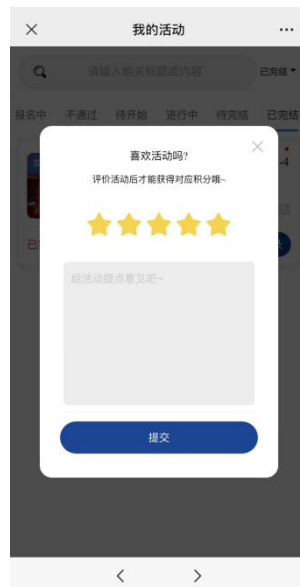 我的活动
请输入相关标题或内容
已完结
报名中 不通过 待开始 进行中 待完结 已完结
喜欢活动吗?
评价活动后才能获得对应积分哦~
给活动提点意见吧~
提交